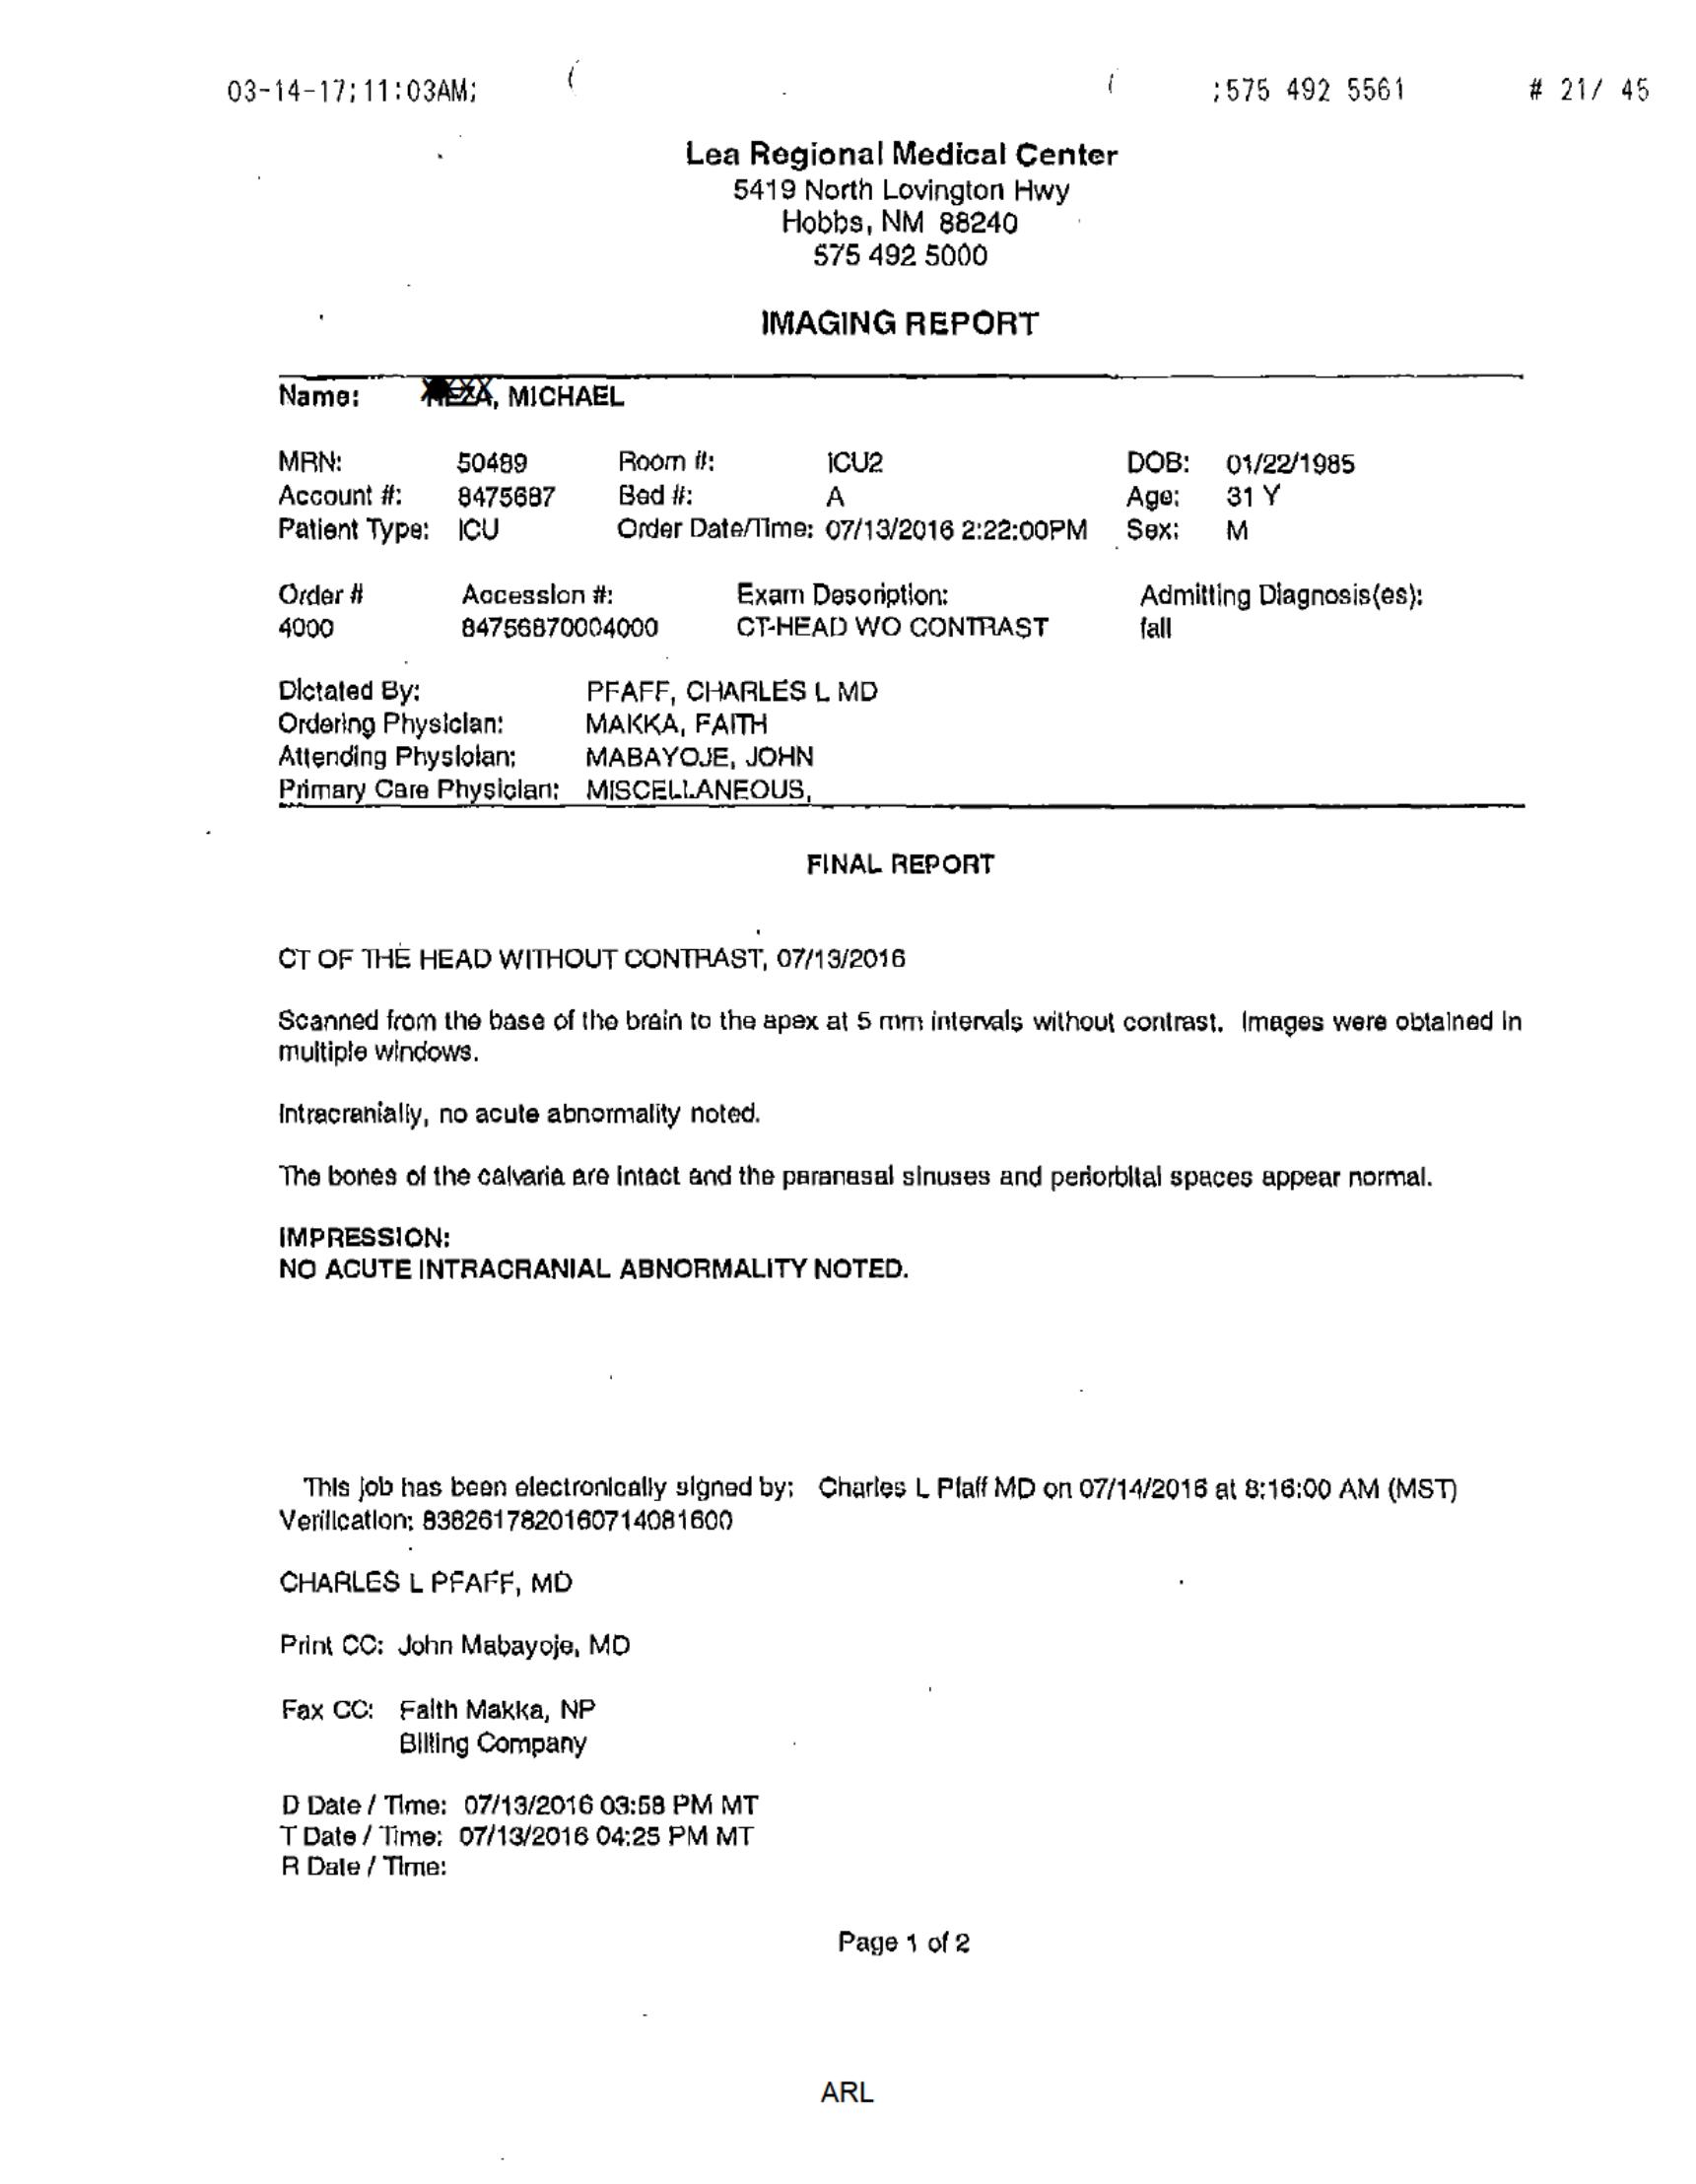 03-14-17;11:03AM; ;575 492 5561 # 21/ 45
Lea Regional Medical Center
5419 North Lovington Hwy
Hobbs, NM 88240
575 492 5000
IMAGING REPORT
Name: , MICHAEL
MRN: 50489 Room #: ICU2 DOB: 01/22/1985
Account #: 8475687 Bed #: A Age: 31 Y
Patient Type: ICU Order Date/Time: 07/13/2016 2:22:00PM Sex: M
Order # Accession #: Exam Description: Admitting Diagnosis(es):
4000 84756870004000 CT-HEAD WO CONTRAST fall
Dictated By: PFAFF, CHARLES L MD
Ordering Physician: MAKKA, FAITH
Attending Physician: MABAYOJE, JOHN
Primary Care Physician: MISCELLANEOUS,
FINAL REPORT
CT OF THE HEAD WITHOUT CONTRAST, 07/13/2016
Scanned from the base of the brain to the apex at 5 mm intervals without contrast. Images were obtained in
multiple windows.
Intracranially, no acute abnormality noted.
The bones of the calvaria are intact and the paranasal sinuses and periorbital spaces appear normal.
IMPRESSION:
NO ACUTE INTRACRANIAL ABNORMALITY NOTED.
This job has been electronically signed by: Charles L Pfaff MD on 07/14/2016 at 8:16:00 AM (MST)
Verification: 8382617820160714081600
CHARLES L PFAFF, MD
Print CC: John Mabayoje, MD
Fax CC: Faith Makka, NP
Billing Company
D Date / Time: 07/13/2016 03:58 PM MT
T Date / Time: 07/13/2016 04:25 PM MT
R Date / Time:
Page 1 of 2
ARL